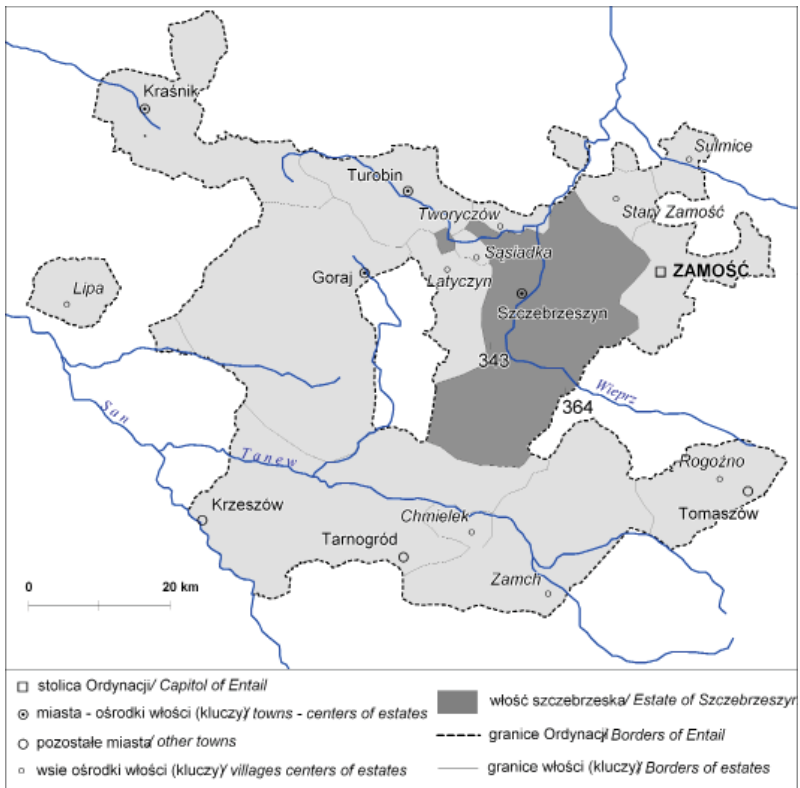 Kraśnik
Sulmice
Turobin
Tworyczów
Stary Zamość
Sąsiadka
ZAMOŚĆ
Goraj
Latyczyn
Lipa
Szczebrzeszyn
343
Wieprz
364
San
Tanew
Rogoźno
Krzeszów
Chmielek
Tomaszów
Tarnogród
Zamch
0 20 km
stolica Ordynacji/ Capitol of Entail
miasta - ośrodki włości (kluczy)/ towns - centers of estates
pozostałe miasta/ other towns
wsie ośrodki włości (kluczy)/ villages centers of estates
włość szczebrzeska/ Estate of Szczebrzeszyn
granice Ordynacji/ Borders of Entail
granice włości (kluczy)/ Borders of estates